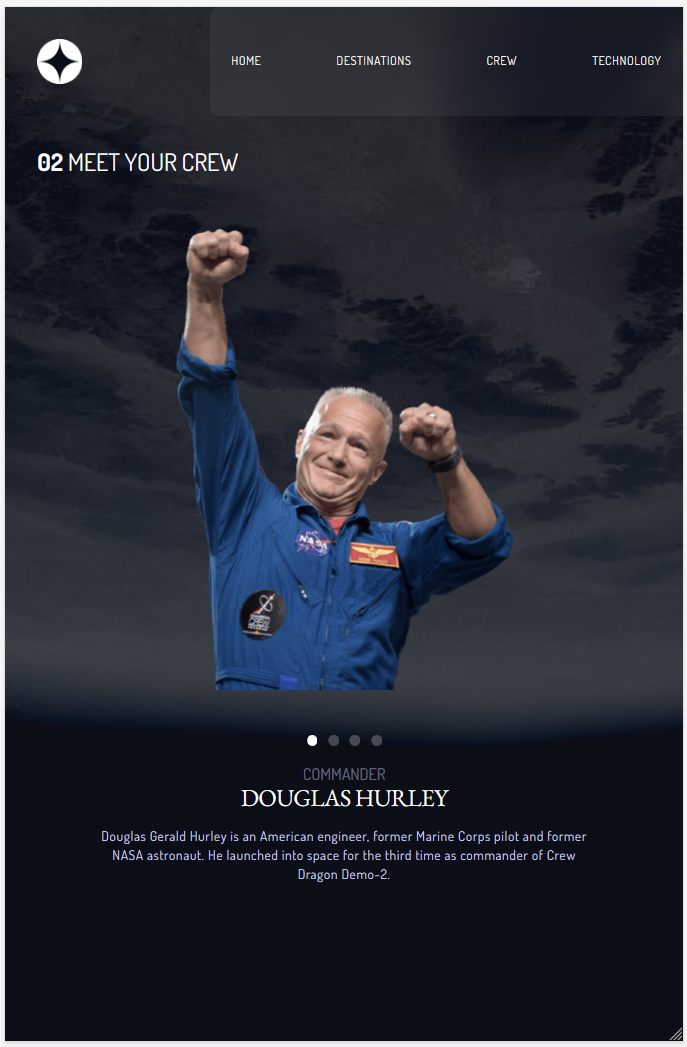 HOME DESTINATIONS CREW TECHNOLOGY
02 MEET YOUR CREW
NASA
COMMANDER
DOUGLAS HURLEY
Douglas Gerald Hurley is an American engineer, former Marine Corps pilot and former
NASA astronaut. He launched into space for the third time as commander of Crew
Dragon Demo-2.